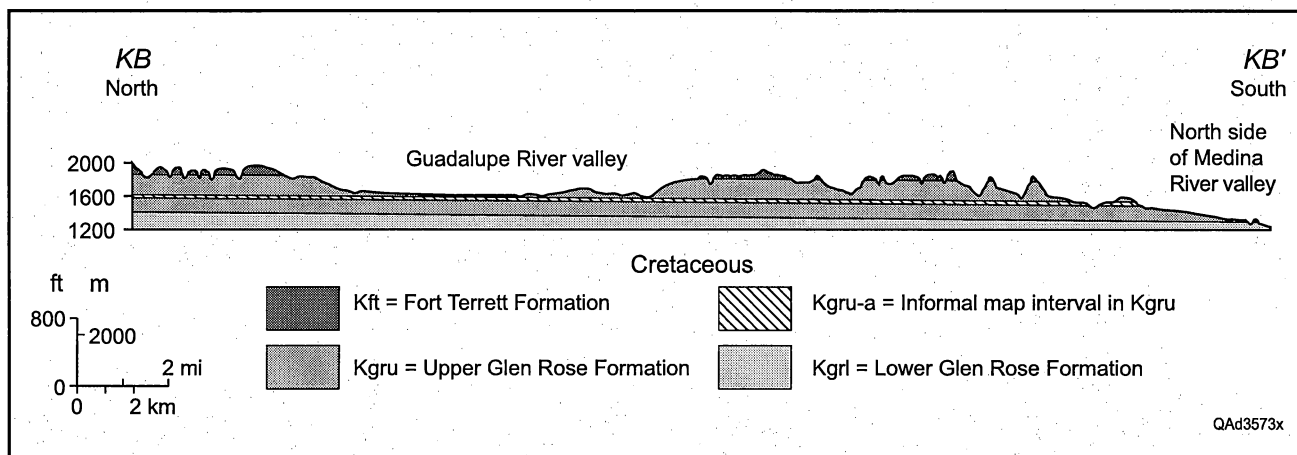 KB
North
KB'
South
North side
of Medina
River valley
Guadalupe River valley
2000
1600
1200
Cretaceous
ft m
800
2000
0
2 mi
0 2 km
Kft = Fort Terrett Formation
Kgru-a = Informal map interval in Kgru
Kgru = Upper Glen Rose Formation
Kgrl = Lower Glen Rose Formation
QAd3573x